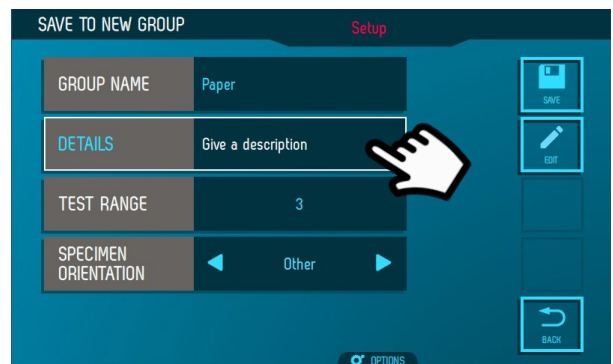 SAVE TO NEW GROUP
Setup
GROUP NAME
Paper
SAVE
DETAILS
Give a description
EDIT
TEST RANGE
3
SPECIMEN
ORIENTATION
Other
BACK
OPTIONS